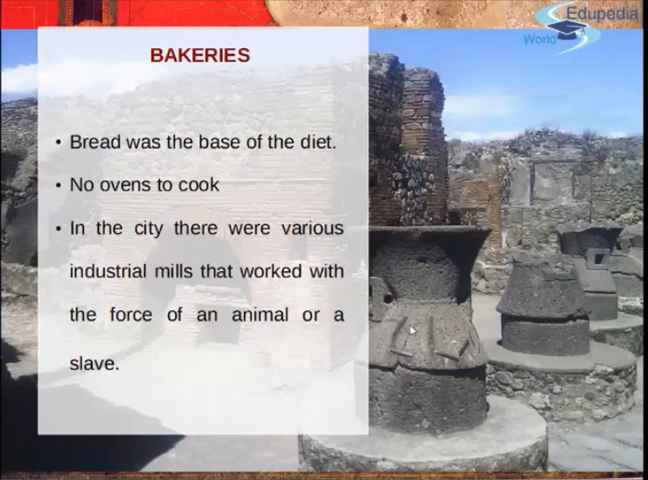 Edupedia
World
BAKERIES
• Bread was the base of the diet.
• No ovens to cook
• In the city there were various
industrial mills that worked with
the force of an animal or a
slave.